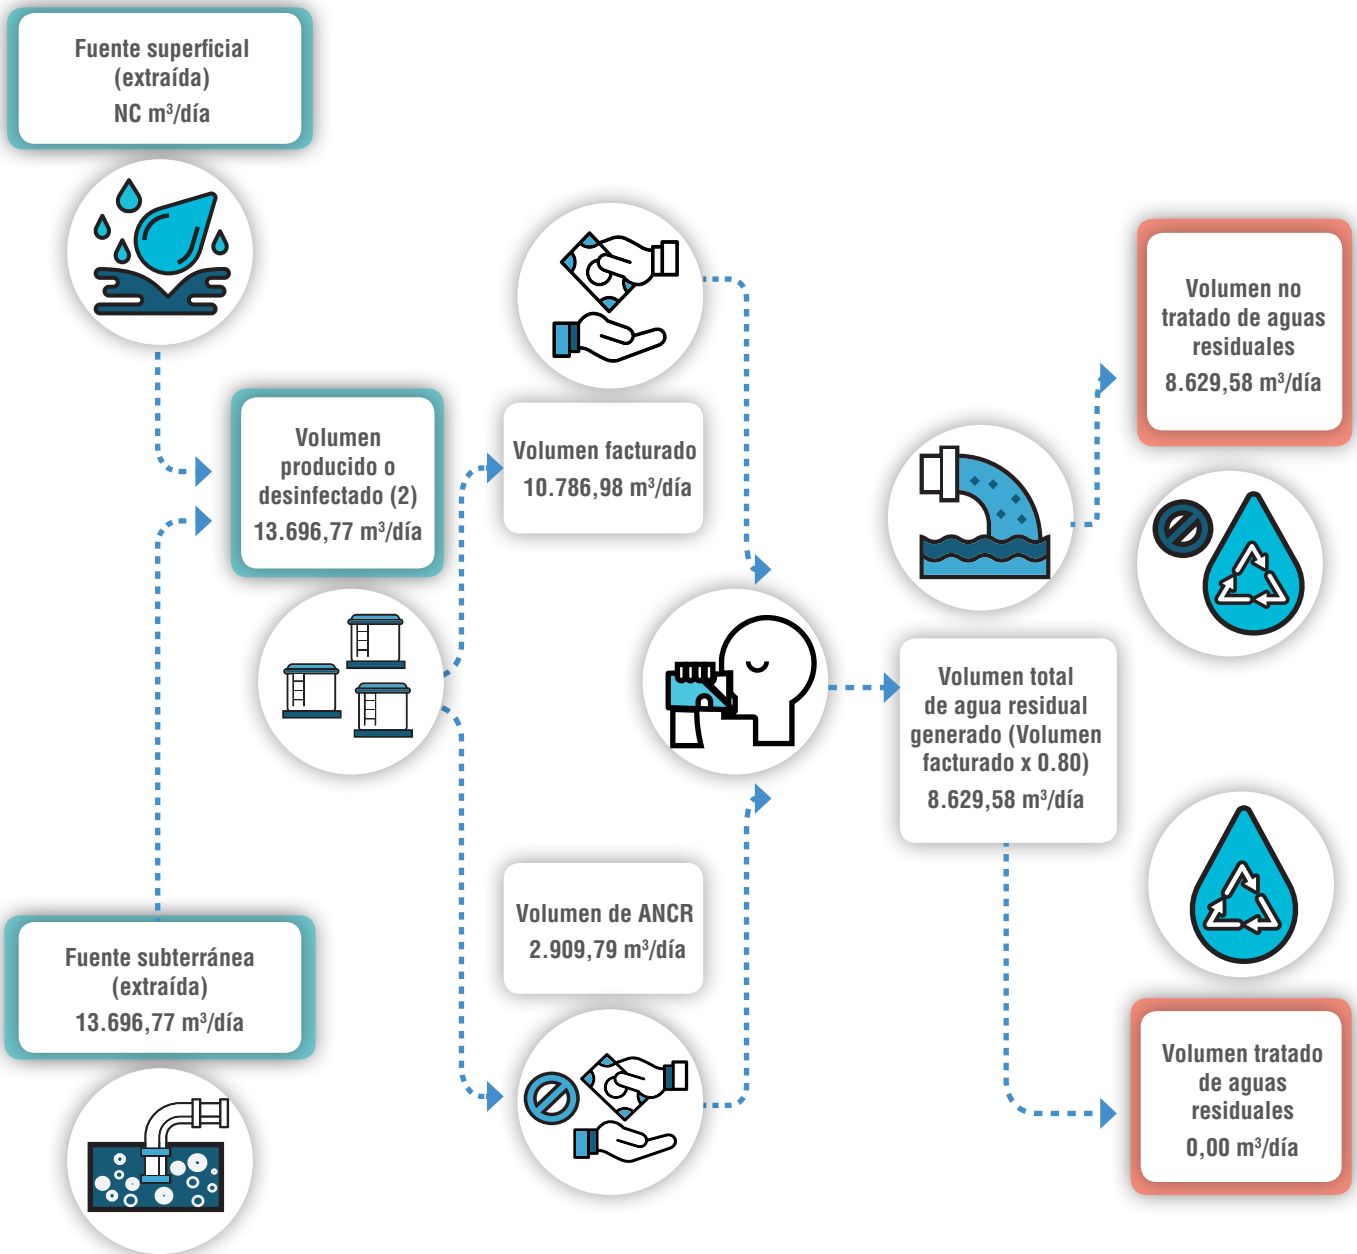 Fuente superficial
(extraída)
NC m³/día
Volumen
producido o
desinfectado (2)
13.696,77 m³/día
Fuente subterránea
(extraída)
13.696,77 m³/día
Volumen facturado
10.786,98 m³/día
Volumen de ANCR
2.909,79 m³/día
Volumen total
de agua residual
generado (Volumen
facturado x 0.80)
8.629,58 m³/día
Volumen no
tratado de aguas
residuales
8.629,58 m³/día
Volumen tratado
de aguas
residuales
0,00 m³/día